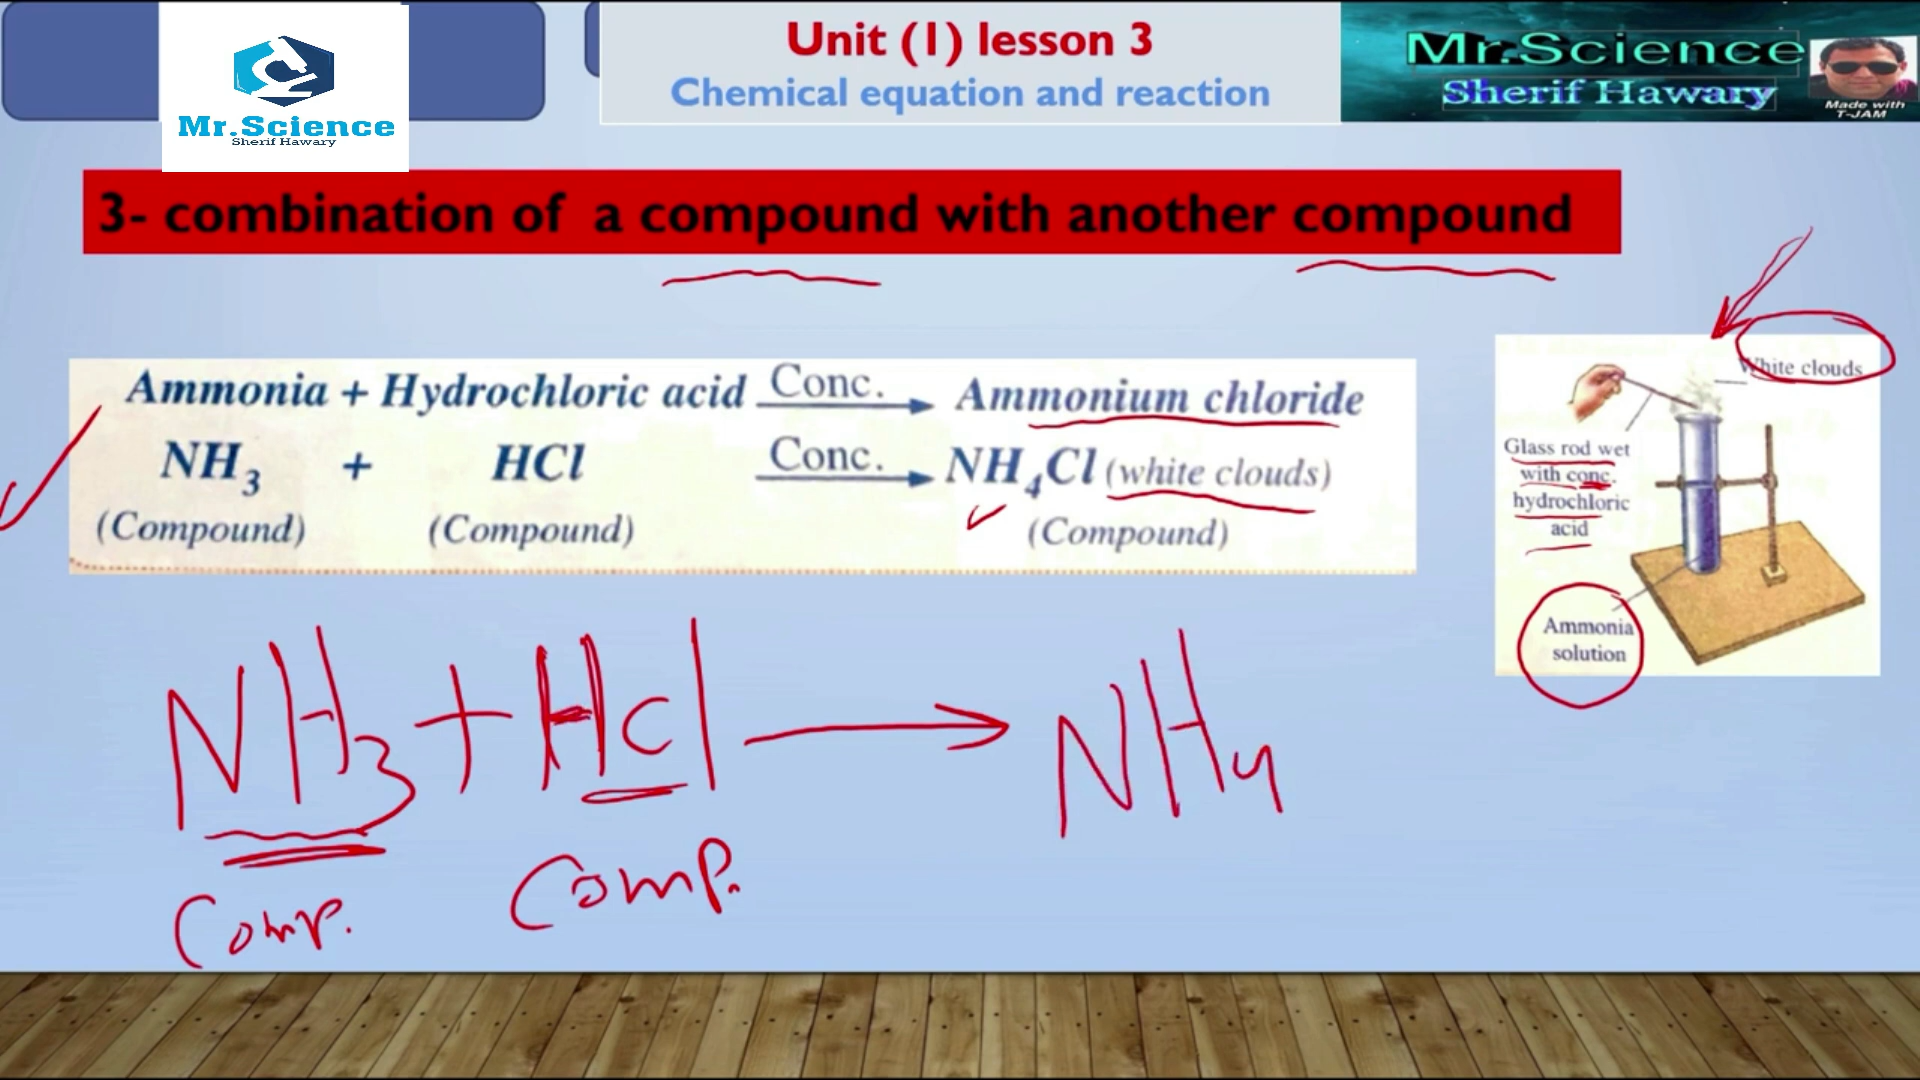 Unit (1) lesson 3
Chemical equation and reaction
Mr.Science
Sherif Hawary
Made with
T-JAM
Mr.Science
Sherif Hawary
3- combination of a compound with another compound
Ammonia + Hydrochloric acid Conc. Ammonium chloride
NH₃ + HCl Conc. NH₄Cl (white clouds)
(Compound) (Compound) (Compound)
White clouds
Glass rod wet
with conc.
hydrochloric
acid
Ammonia
solution
NH₃ + HCl → NH₄
Comp. Comp.